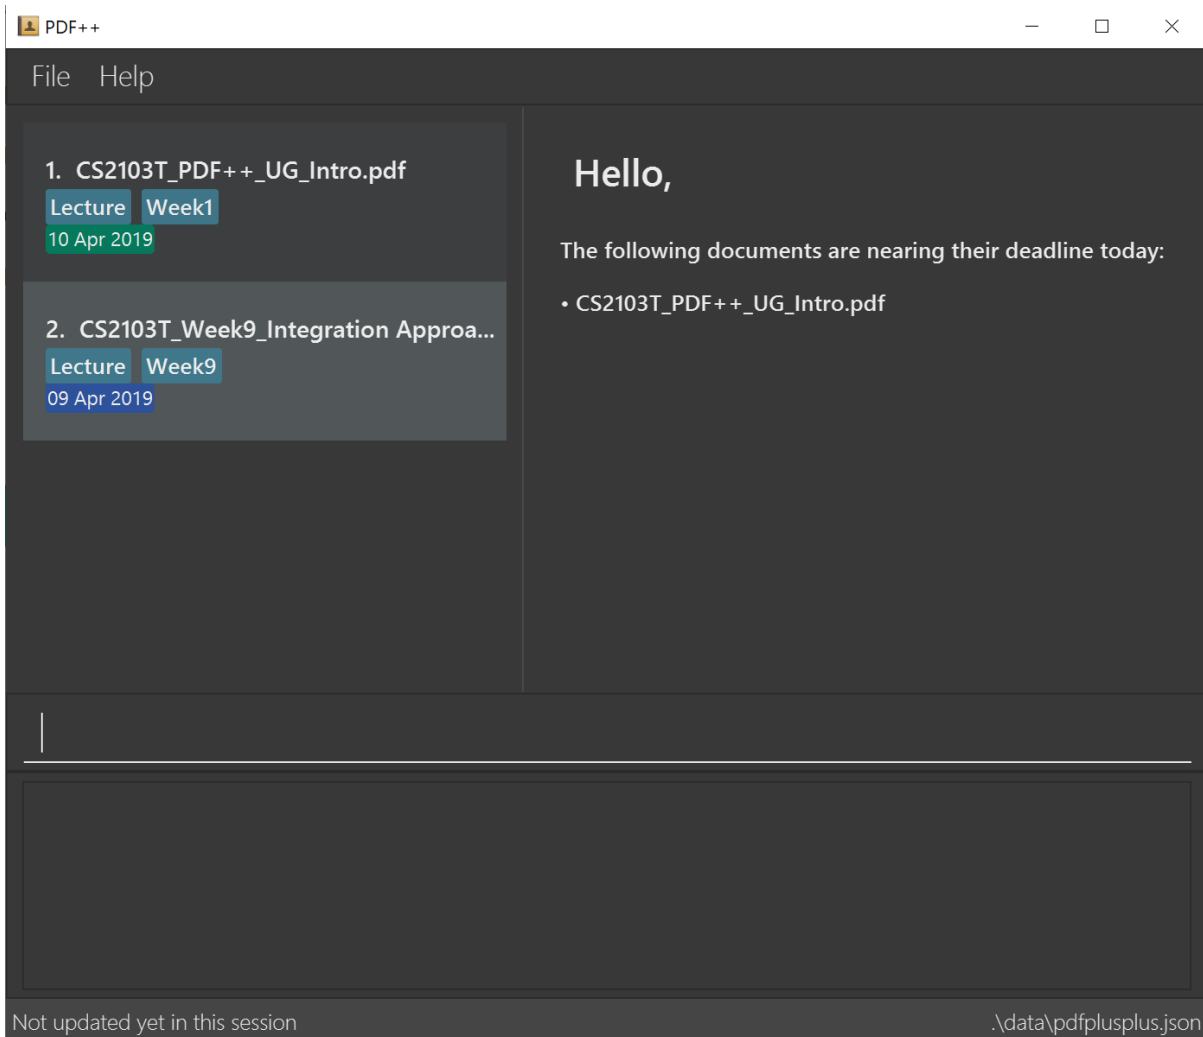 PDF++
File Help
1. CS2103T_PDF++_UG_Intro.pdf
Lecture Week1
10 Apr 2019
2. CS2103T_Week9_Integration Approa...
Lecture Week9
09 Apr 2019
Hello,
The following documents are nearing their deadline today:
• CS2103T_PDF++_UG_Intro.pdf
Not updated yet in this session
.\data\pdfplusplus.json